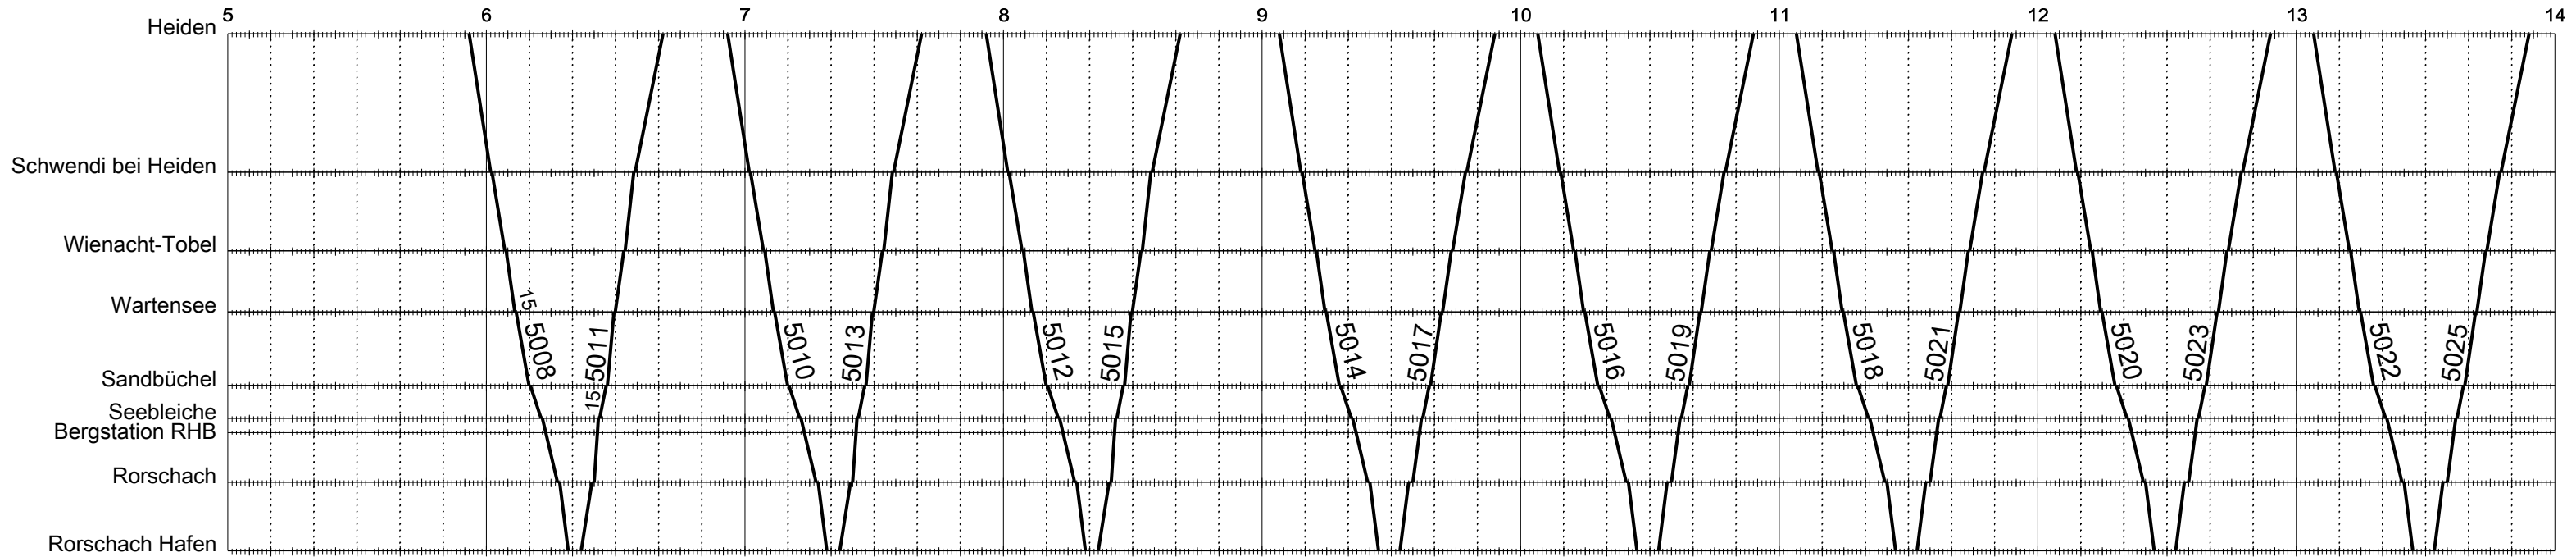 5 6 7 8 9 10 11 12 13 14
Heiden
Schwendi bei Heiden
Wienacht-Tobel
Wartensee
15 5008 5011 5010 5013 5012 5015 5014 5017 5016 5019 5018 5021 5020 5023 5022 5025
Sandbüchel
15
Seebleiche
Bergstation RHB
Rorschach
Rorschach Hafen